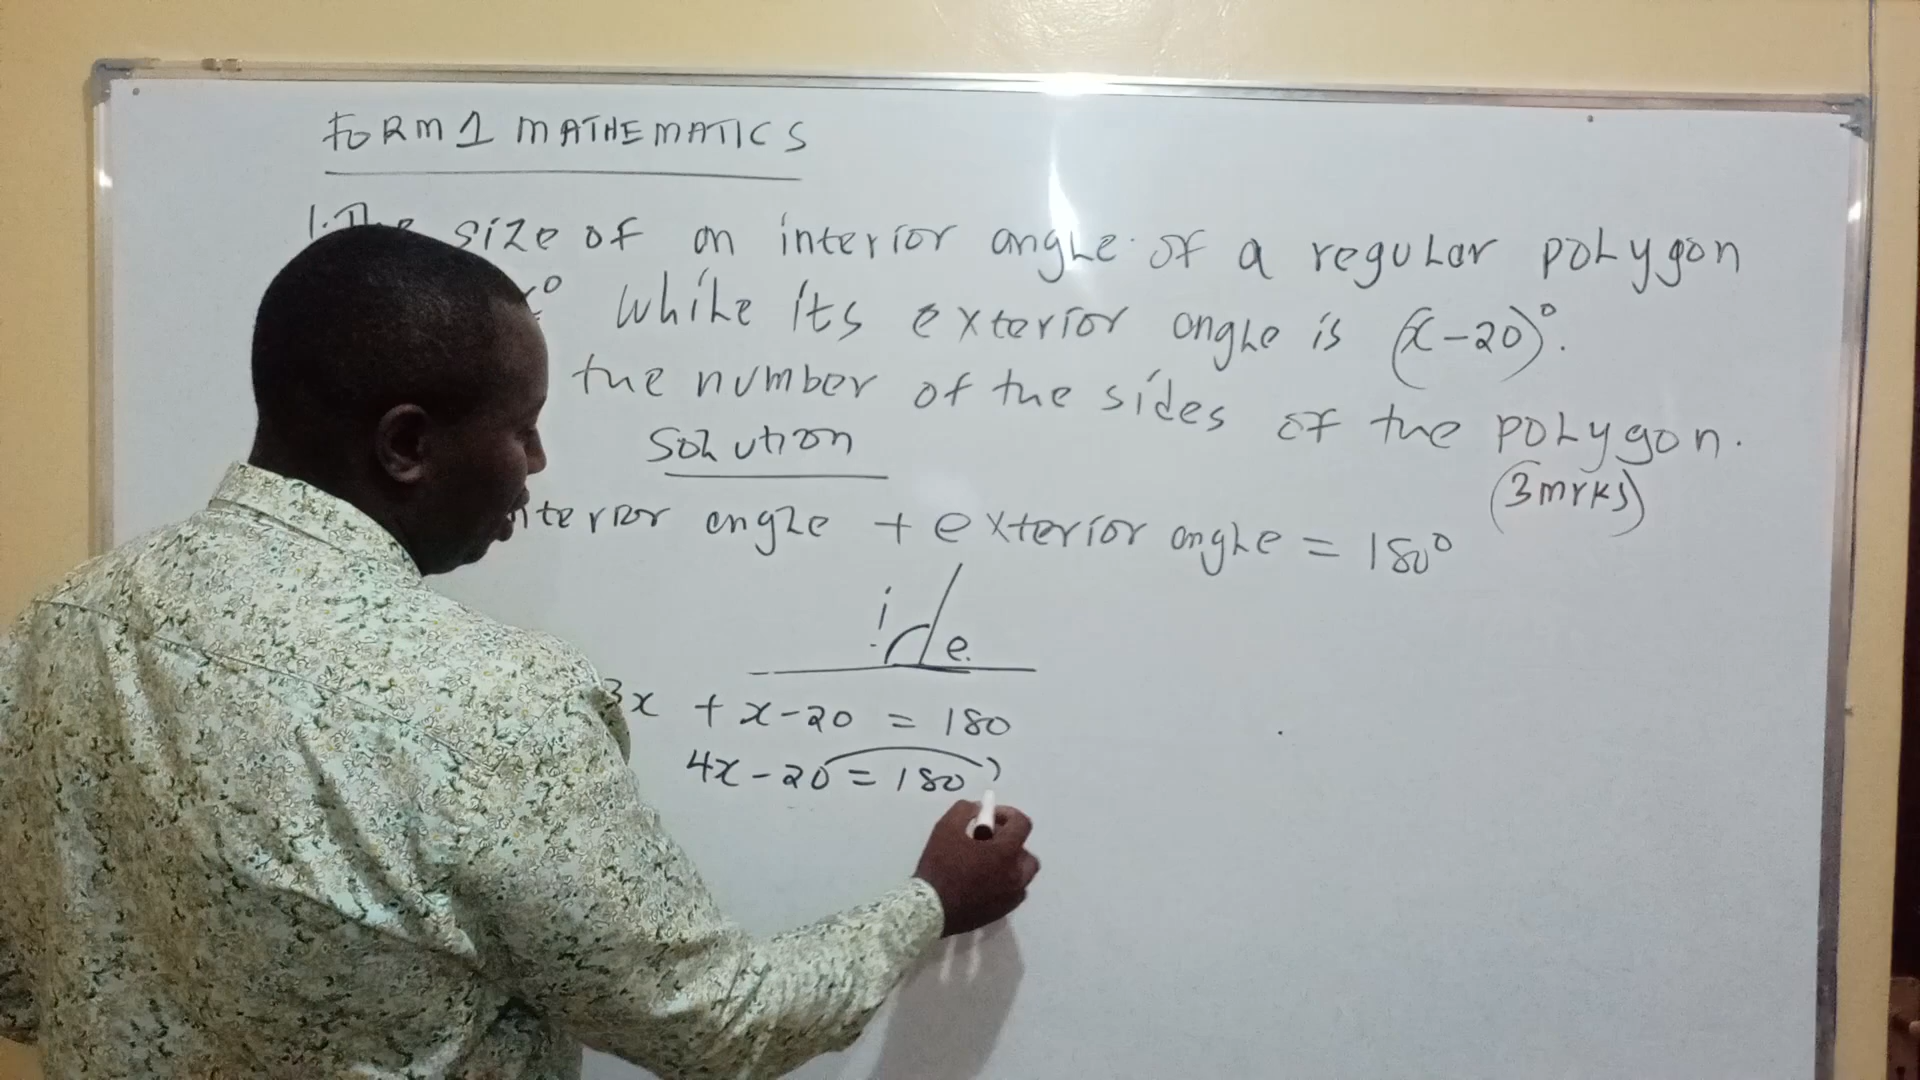 FORM 1 MATHEMATICS
1. The size of an interior angle of a regular polygon
x° while its exterior angle is (x-20)°.
the number of the sides of the polygon.
(3mrks)
Solution
nterior angle + exterior angle = 180°
i e
3x + x-20 = 180
4x-20 = 180